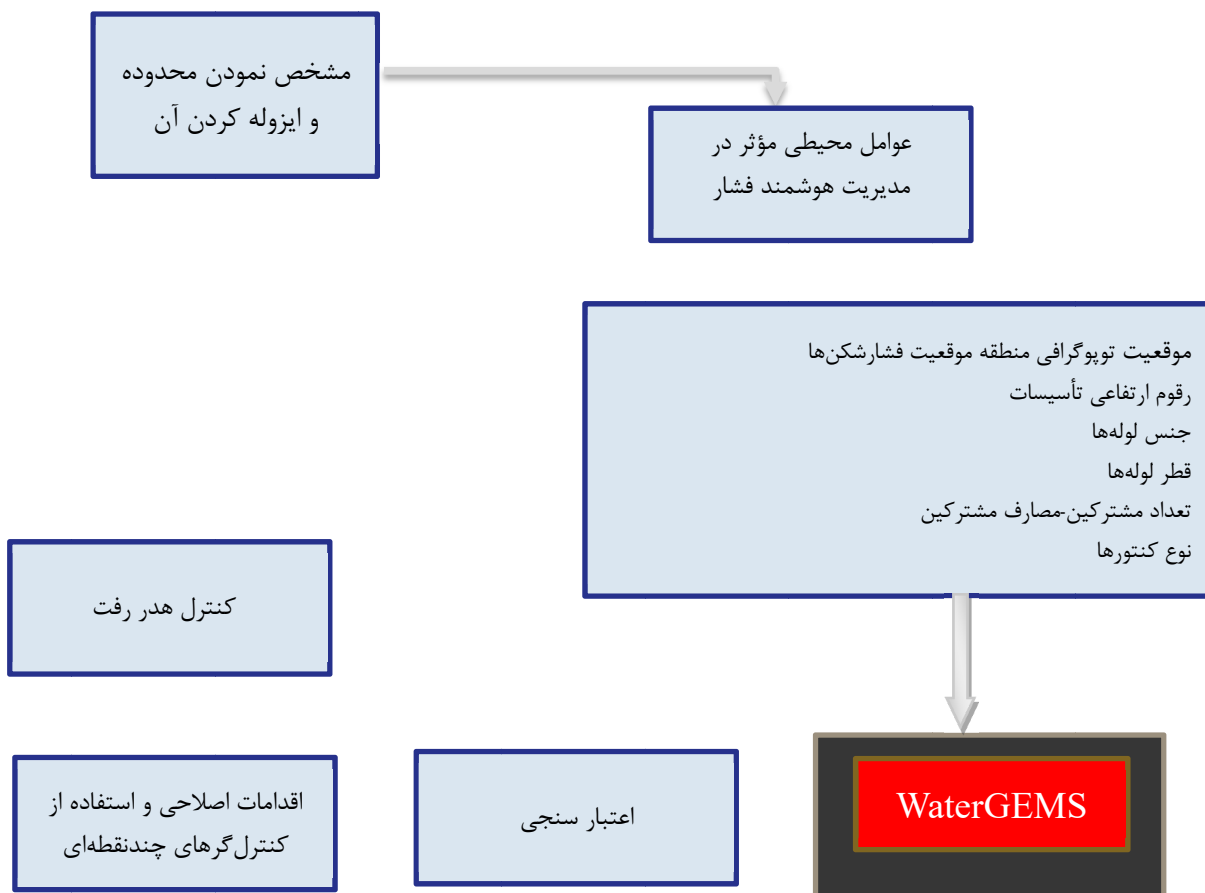 مشخص نمودن محدوده
و ایزوله کردن آن
عوامل محیطی مؤثر در
مدیریت هوشمند فشار
موقعیت توپوگرافی منطقه موقعیت فشارشکن‌ها
رقوم ارتفاعی تأسیسات
جنس لوله‌ها
قطر لوله‌ها
تعداد مشترکین-مصارف مشترکین
نوع کنتورها
کنترل هدر رفت
WaterGEMS
اعتبار سنجی
اقدامات اصلاحی و استفاده از
کنترل‌گرهای چندنقطه‌ای